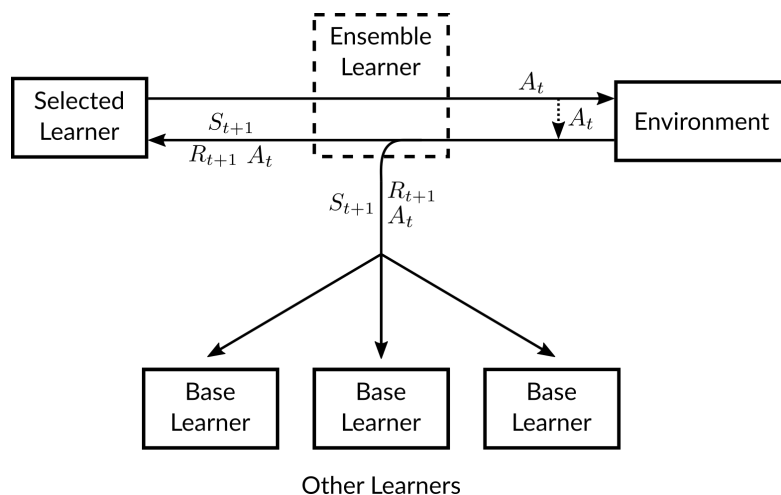 Ensemble
Learner
Selected
Learner
A_t
Environment
S_{t+1}
A_t
R_{t+1} A_t
S_{t+1}
R_{t+1}
A_t
Base
Learner
Base
Learner
Base
Learner
Other Learners